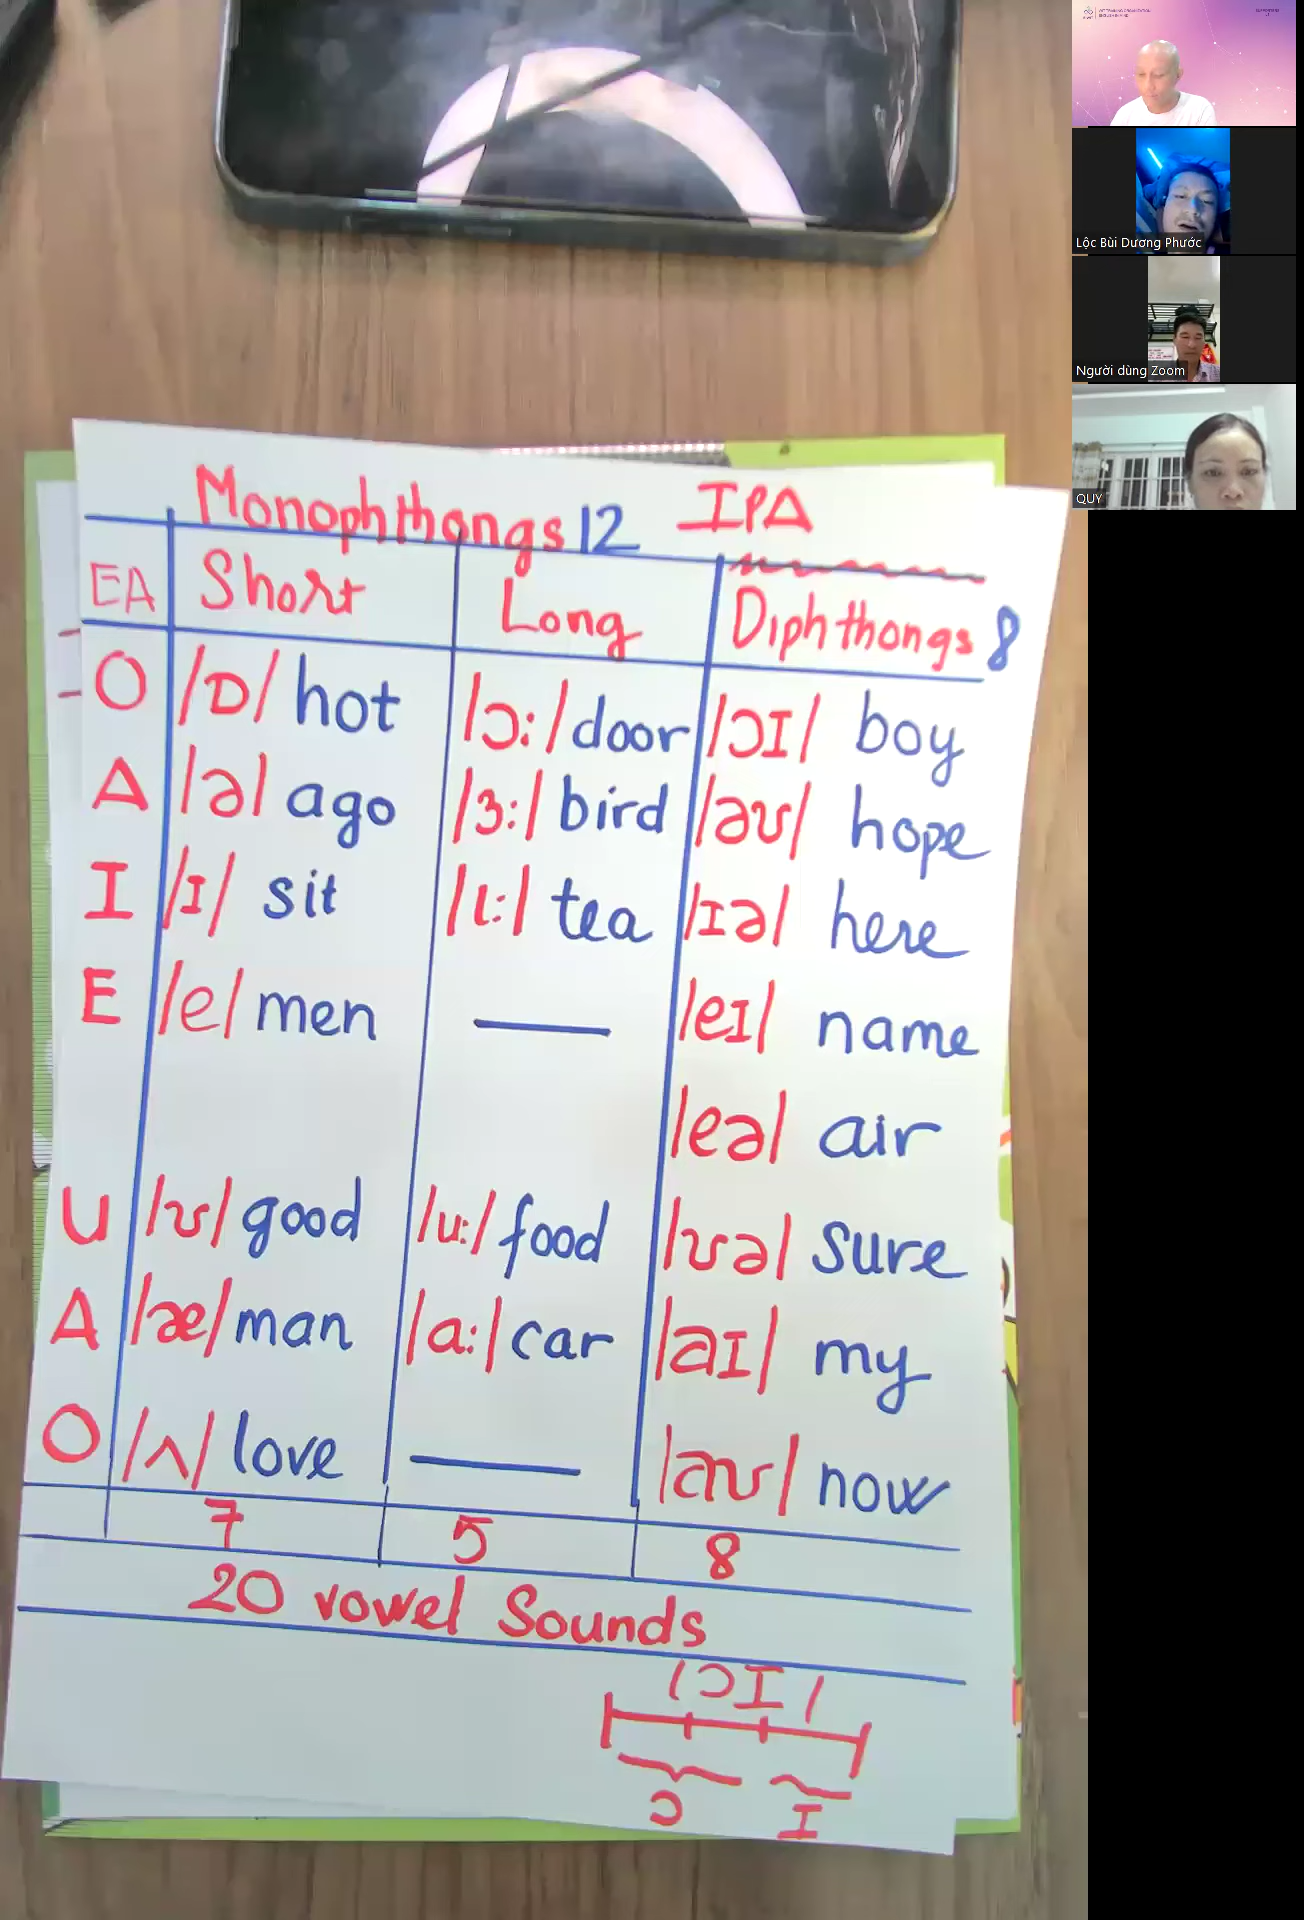 Monophthongs 12 IPA
EA Short Long Diphthongs 8
O /ɒ/ hot /ɔ:/ door /ɔɪ/ boy
A /ə/ ago /ɜ:/ bird /əʊ/ hope
I /ɪ/ sit /i:/ tea /ɪə/ here
E /e/ men — /eɪ/ name
/eə/ air
U /ʊ/ good /u:/ food /ʊə/ sure
A /æ/ man /a:/ car /aɪ/ my
O /ʌ/ love — /aʊ/ now
7 5 8
20 vowel Sounds
/ɔɪ/
ɔ I
Lộc Bùi Dương Phước
Người dùng Zoom
QUY